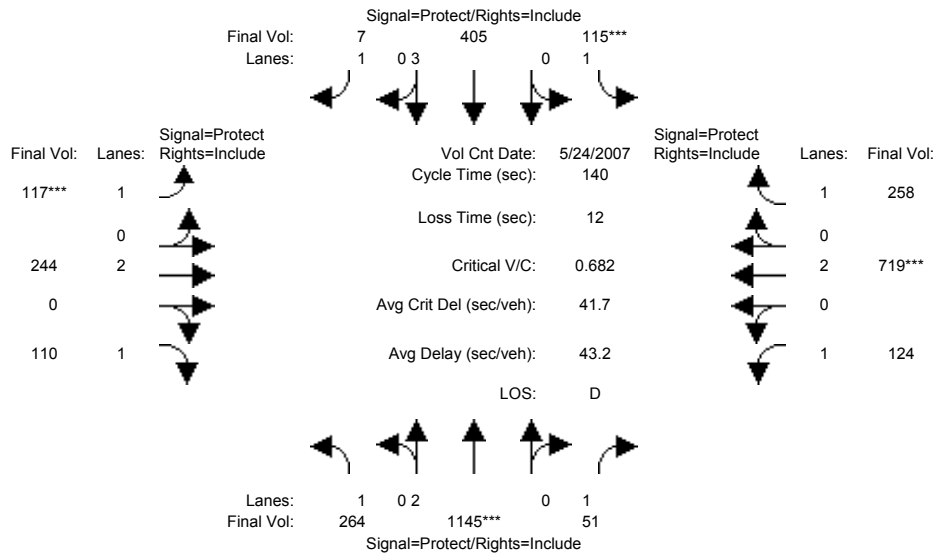 Signal=Protect/Rights=Include
Final Vol: 7 405 115***
Lanes: 1 0 3 0 1
Signal=Protect Signal=Protect
Final Vol: Lanes: Rights=Include Vol Cnt Date: 5/24/2007 Rights=Include Lanes: Final Vol:
Cycle Time (sec): 140
117*** 1 1 258
Loss Time (sec): 12
0 0
244 2 Critical V/C: 0.682 2 719***
0 Avg Crit Del (sec/veh): 41.7 0
110 1 Avg Delay (sec/veh): 43.2 1 124
LOS: D
Lanes: 1 0 2 0 1
Final Vol: 264 1145*** 51
Signal=Protect/Rights=Include